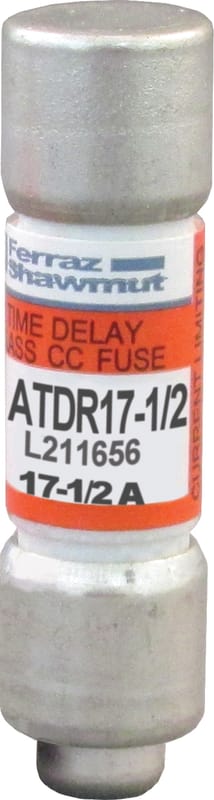 Ferraz
Shawmut
TIME DELAY
ASS CC FUSE
ATDR17-1/2
L211656
17-1/2 A
CURRENT LIMITING